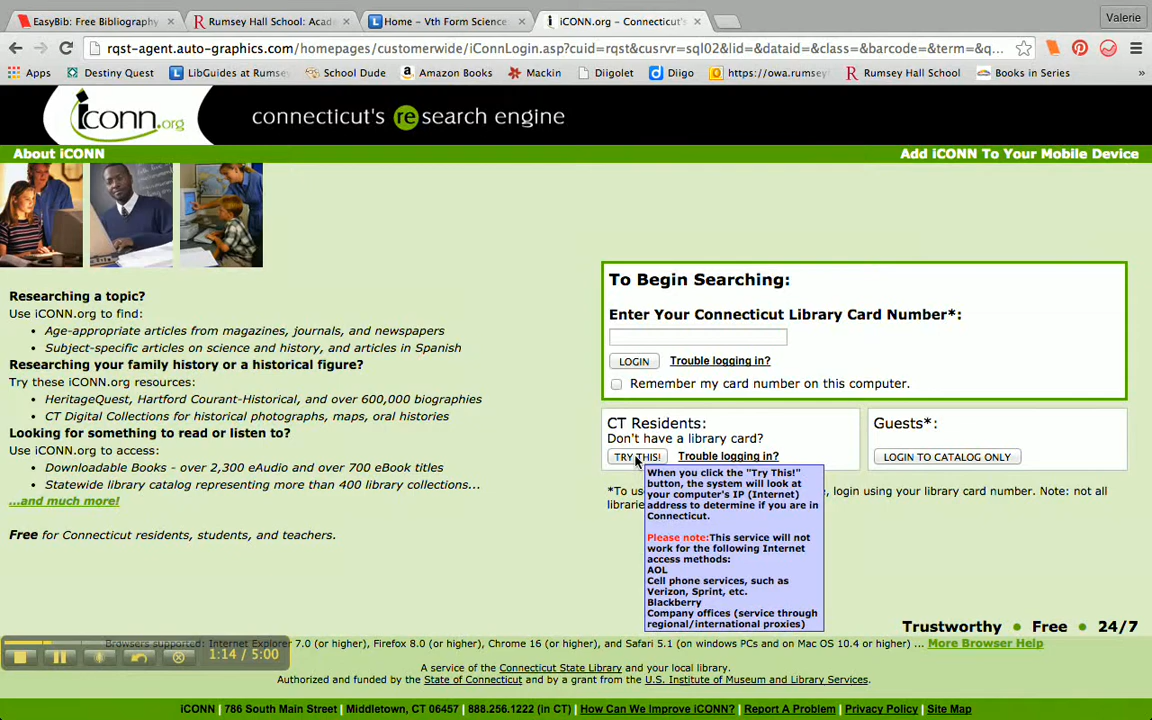 EasyBib: Free Bibliography
Rumsey Hall School: Acade
Home – Vth Form Science
iCONN.org – Connecticut's
Valerie
rqst-agent.auto-graphics.com/homepages/customerwide/iConnLogin.asp?cuid=rqst&cusrvr=sql02&lid=&dataid=&class=&barcode=&term=&q...
Apps
Destiny Quest
LibGuides at Rumsey
School Dude
Amazon Books
Mackin
Diigolet
Diigo
https://owa.rumsey
Rumsey Hall School
Books in Series
»
iconn.org
connecticut's re search engine
About iCONN
Add iCONN To Your Mobile Device
Researching a topic?
Use iCONN.org to find:
• Age-appropriate articles from magazines, journals, and newspapers
• Subject-specific articles on science and history, and articles in Spanish
Researching your family history or a historical figure?
Try these iCONN.org resources:
• HeritageQuest, Hartford Courant-Historical, and over 600,000 biographies
• CT Digital Collections for historical photographs, maps, oral histories
Looking for something to read or listen to?
Use iCONN.org to access:
• Downloadable Books - over 2,300 eAudio and over 700 eBook titles
• Statewide library catalog representing more than 400 library collections...
...and much more!
Free for Connecticut residents, students, and teachers.
To Begin Searching:
Enter Your Connecticut Library Card Number*:
LOGIN
Trouble logging in?
Remember my card number on this computer.
CT Residents:
Don't have a library card?
TRY THIS!
Trouble logging in?
Guests*:
LOGIN TO CATALOG ONLY
*To us
, login using your library card number. Note: not all
librarie
When you click the "Try This!"
button, the system will look at
your computer's IP (Internet)
address to determine if you are in
Connecticut.
Please note:This service will not
work for the following Internet
access methods:
AOL
Cell phone services, such as
Verizon, Sprint, etc.
Blackberry
Company offices (service through
regional/international proxies)
Trustworthy • Free • 24/7
Browsers supported: Internet Explorer 7.0 (or higher), Firefox 8.0 (or higher), Chrome 16 (or higher), and Safari 5.1 (on windows PCs and on Mac OS 10.4 or higher) ... More Browser Help
1:14 / 5:00
A service of the Connecticut State Library and your local library.
Authorized and funded by the State of Connecticut and by a grant from the U.S. Institute of Museum and Library Services.
iCONN | 786 South Main Street | Middletown, CT 06457 | 888.256.1222 (in CT) | How Can We Improve iCONN? | Report A Problem | Privacy Policy | Site Map